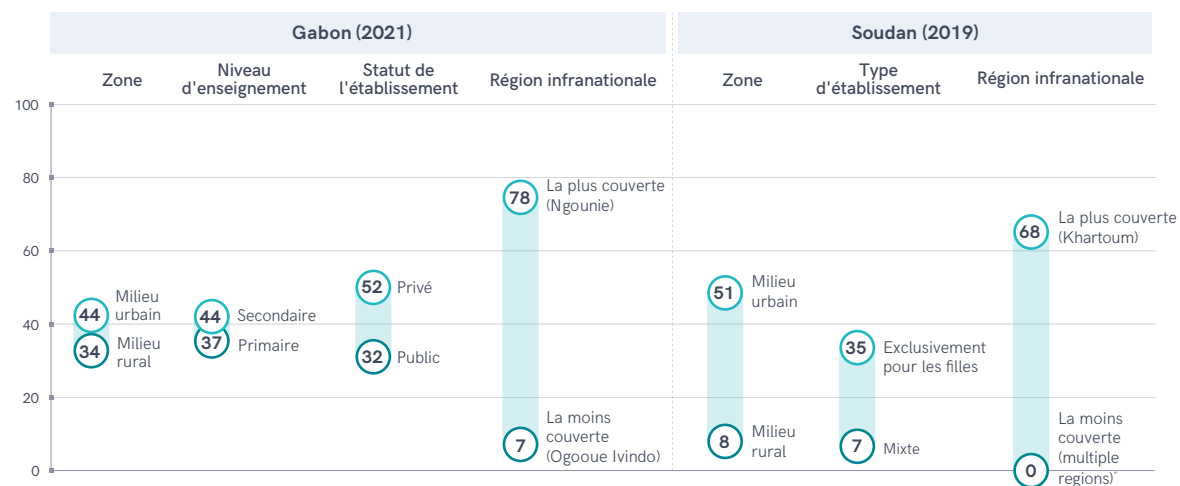 Gabon (2021)
Soudan (2019)
Zone
Niveau
d'enseignement
Statut de
l'établissement
Région infranationale
Zone
Type
d'établissement
Région infranationale
100
80
60
40
20
0
44
Milieu
urbain
34
Milieu
rural
44
Secondaire
37
Primaire
52
Privé
32
Public
78
La plus couverte
(Ngounie)
7
La moins
couverte
(Ogooue Ivindo)
51
Milieu
urbain
8
Milieu
rural
35
Exclusivement
pour les filles
7
Mixte
68
La plus couverte
(Khartoum)
0
La moins
couverte
(multiple
regions)*